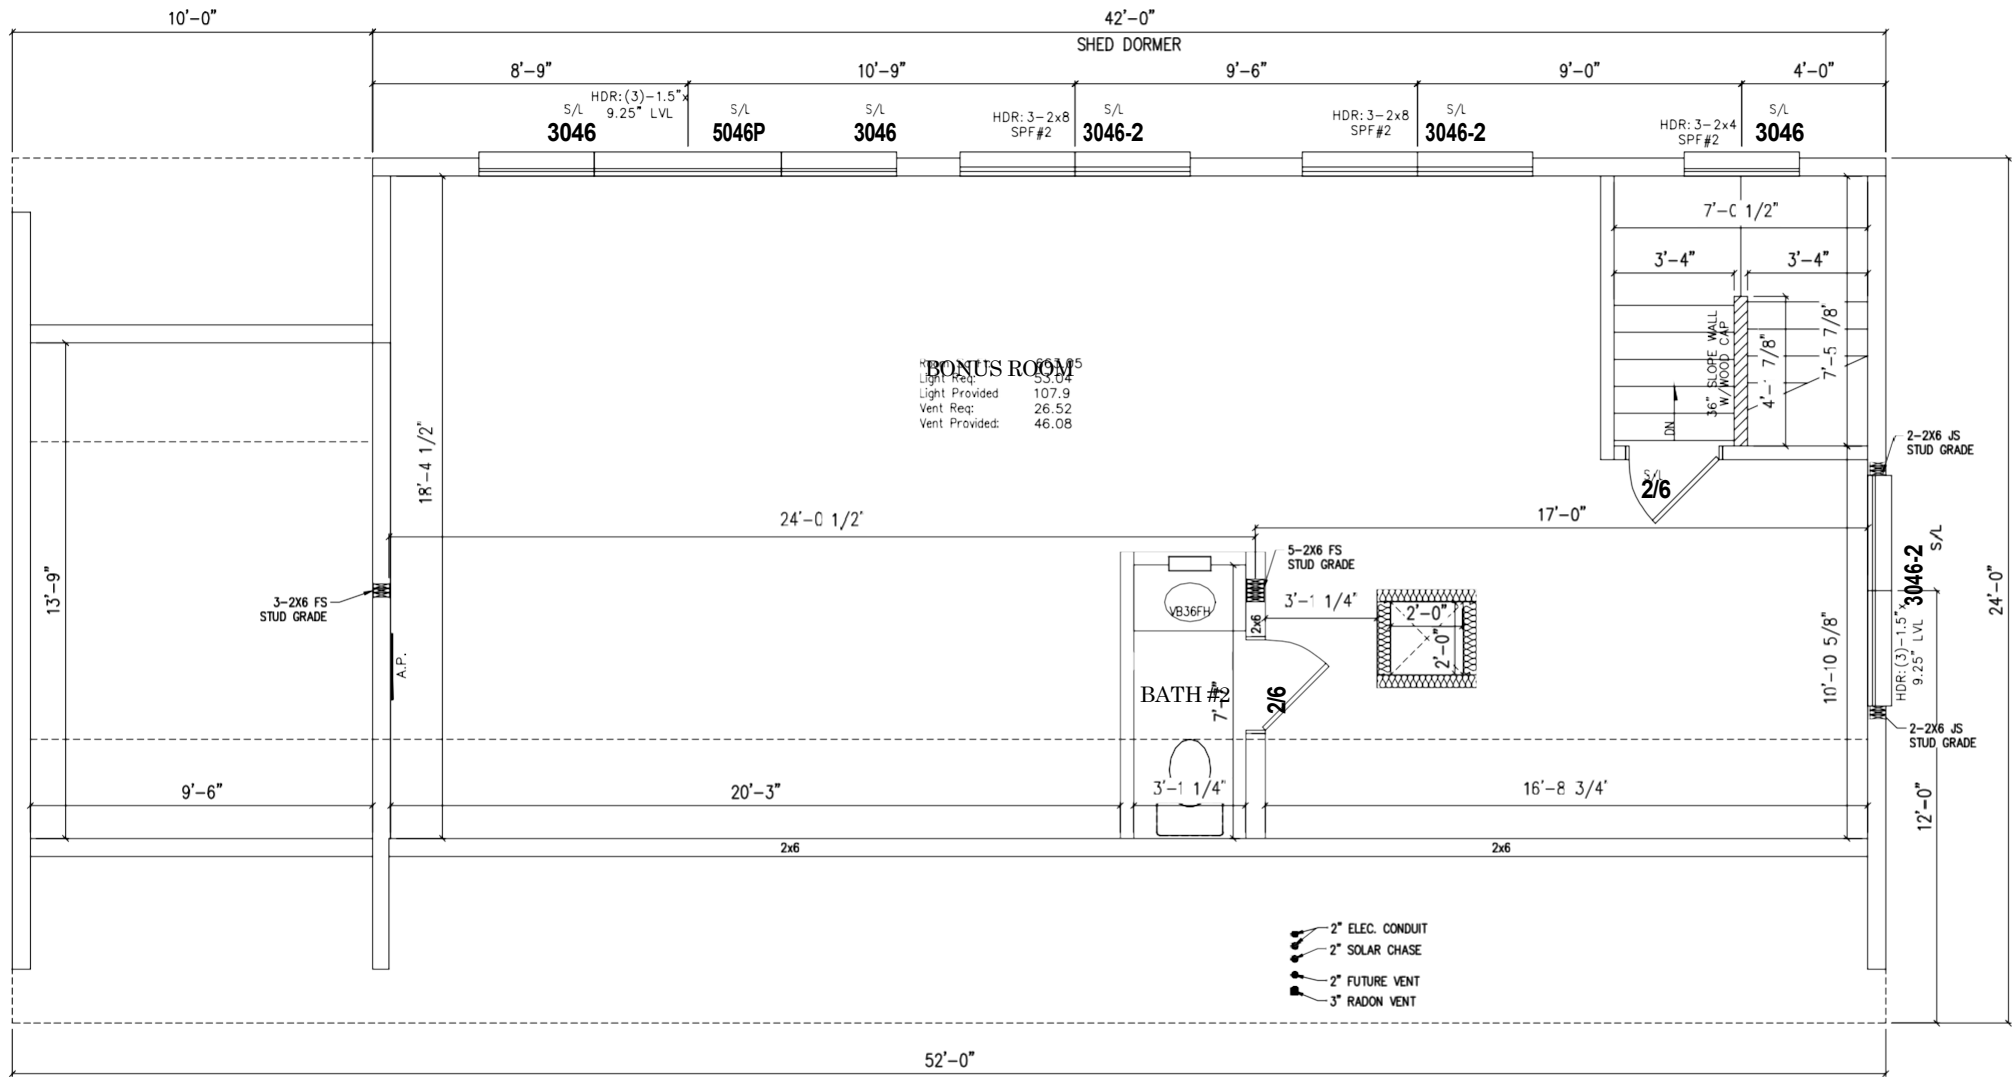 10'-0"
42'-0"
SHED DORMER
8'-9"
10'-9"
9'-6"
9'-0"
4'-0"
S/L
3046
HDR:(3)-1.5"x
9.25" LVL
S/L
5046P
S/L
3046
HDR: 3-2x8
SPF#2
S/L
3046-2
HDR: 3-2x8
SPF#2
S/L
3046-2
HDR: 3-2x4
SPF#2
S/L
3046
7'-0 1/2"
3'-4"
3'-4"
36" SLOPE WALL
W/WOOD CAP
7/8"
7'-5 7/8"
DN
BONUS ROOM
Light Req: 53.04
Light Provided 107.9
Vent Req: 26.52
Vent Provided: 46.08
18'-4 1/2"
S/L
2/6
2-2X6 JS
STUD GRADE
24'-0 1/2"
17'-0"
13'-9"
3-2X6 FS
STUD GRADE
A.P.
5-2X6 FS
STUD GRADE
VB36FH
2x6
3'-1 1/4"
2'-0"
2'-0"
BATH #2
2/6
10'-10 5/8"
HDR:(3)-1.5"x
9.25" LVL
3046-2
S/L
24'-0"
2-2X6 JS
STUD GRADE
9'-6"
20'-3"
3'-1 1/4"
16'-8 3/4"
12'-0"
2x6
2x6
2" ELEC. CONDUIT
2" SOLAR CHASE
2" FUTURE VENT
3" RADON VENT
52'-0"